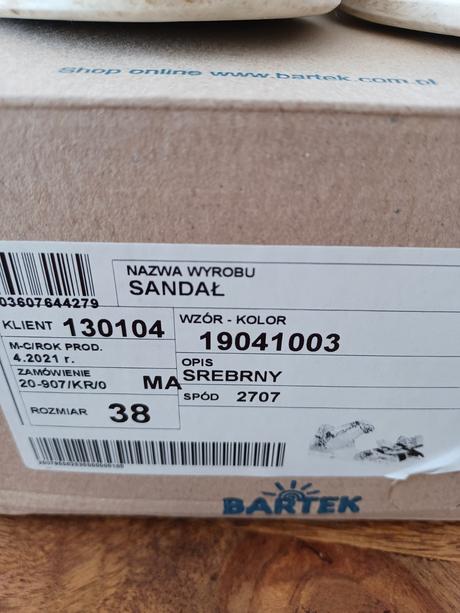 Shop online www.bartek.com.pl
03607644279
NAZWA WYROBU
SANDAŁ
KLIENT 130104
WZÓR - KOLOR
19041003
M-C/ROK PROD.
4.2021 r.
OPIS
SREBRNY
ZAMÓWIENIE
20-907/KR/0 MA
SPÓD 2707
ROZMIAR 38
BARTEK